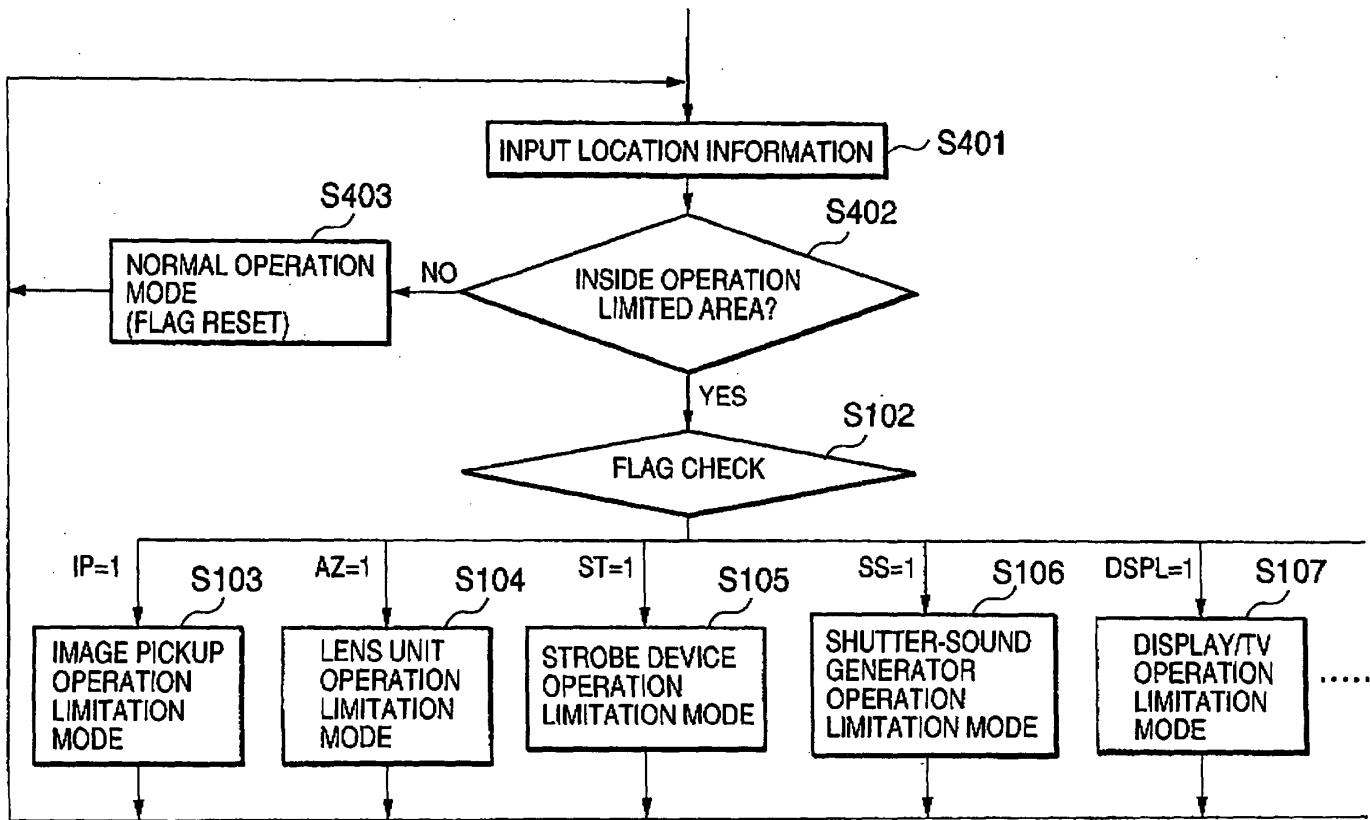 INPUT LOCATION INFORMATION
S401
S402
INSIDE OPERATION
LIMITED AREA?
NO
S403
NORMAL OPERATION
MODE
(FLAG RESET)
YES
S102
FLAG CHECK
IP=1
S103
IMAGE PICKUP
OPERATION
LIMITATION
MODE
AZ=1
S104
LENS UNIT
OPERATION
LIMITATION
MODE
ST=1
S105
STROBE DEVICE
OPERATION
LIMITATION MODE
SS=1
S106
SHUTTER-SOUND
GENERATOR
OPERATION
LIMITATION MODE
DSPL=1
S107
DISPLAY/TV
OPERATION
LIMITATION
MODE
.....